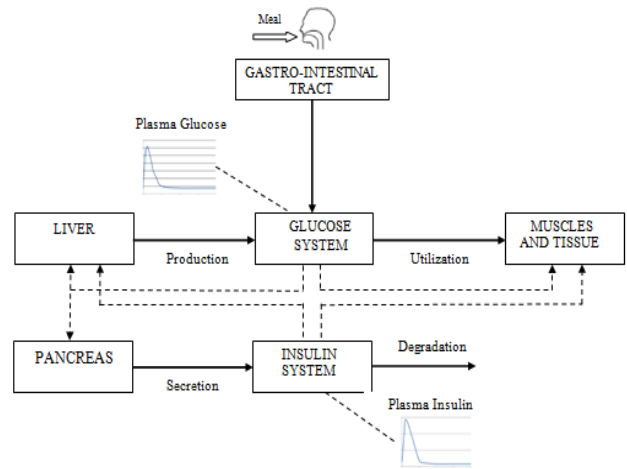 Meal
GASTRO-INTESTINAL
TRACT
Plasma Glucose
LIVER
GLUCOSE
SYSTEM
MUSCLES
AND TISSUE
Production
Utilization
PANCREAS
INSULIN
SYSTEM
Degradation
Secretion
Plasma Insulin